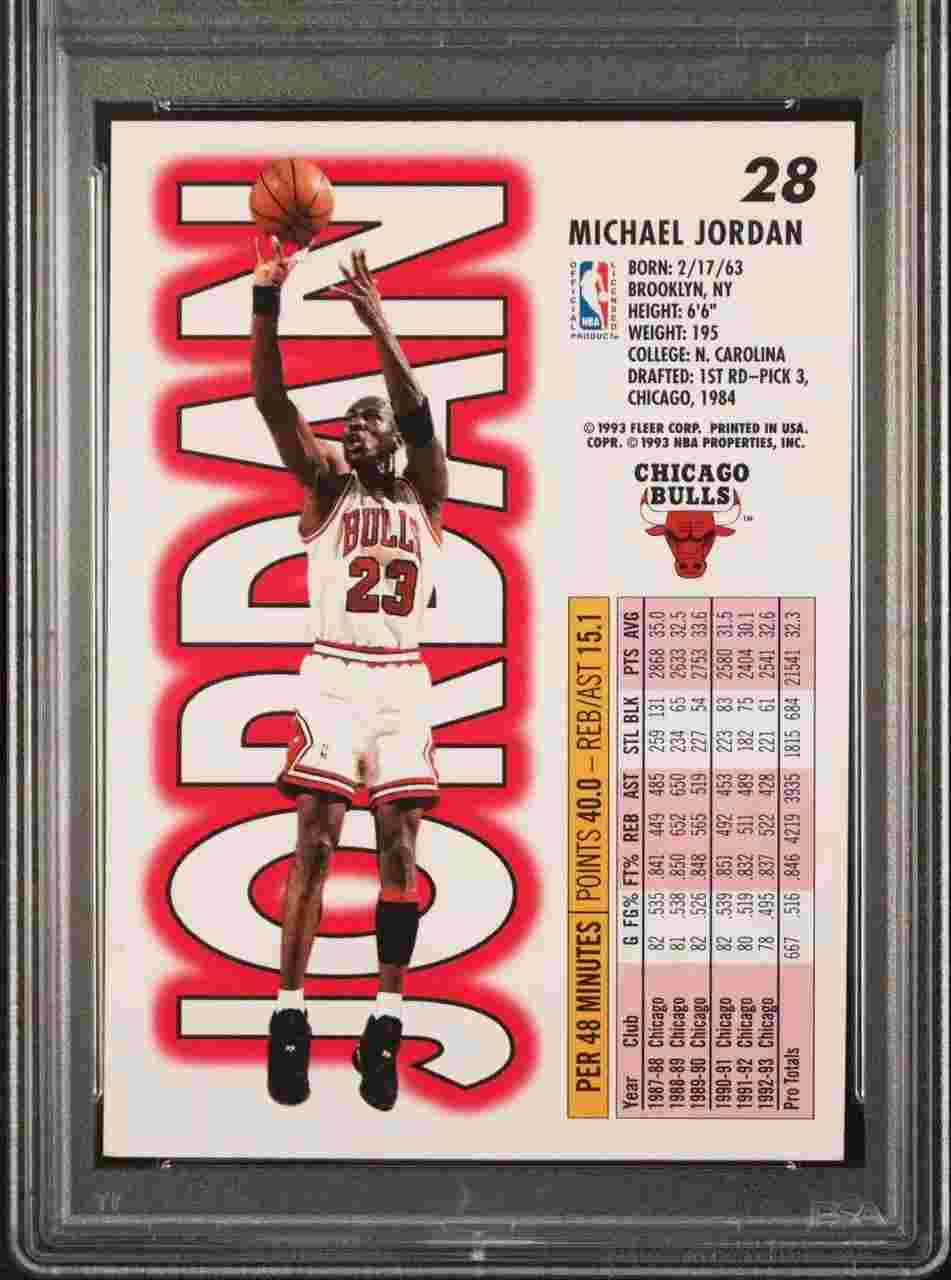 28
MICHAEL JORDAN
OFFICIAL LICENSED
NBA
PRODUCT
BORN: 2/17/63
BROOKLYN, NY
HEIGHT: 6'6"
WEIGHT: 195
COLLEGE: N. CAROLINA
DRAFTED: 1ST RD–PICK 3,
CHICAGO, 1984
© 1993 FLEER CORP. PRINTED IN USA.
COPR. © 1993 NBA PROPERTIES, INC.
CHICAGO
BULLS
TM
JORDAN
BULLS
23
PER 48 MINUTES POINTS 40.0 – REB/AST 15.1
Year Club G FG% FT% REB AST STL BLK PTS AVG
1987-88 Chicago 82 .535 .841 449 485 259 131 2868 35.0
1988-89 Chicago 81 .538 .850 652 650 234 65 2633 32.5
1989-90 Chicago 82 .526 .848 565 519 227 54 2753 33.6
1990-91 Chicago 82 .539 .851 492 453 223 83 2580 31.5
1991-92 Chicago 80 .519 .832 511 489 182 75 2404 30.1
1992-93 Chicago 78 .495 .837 522 428 221 61 2541 32.6
Pro Totals 667 .516 .846 4219 3935 1815 684 21541 32.3